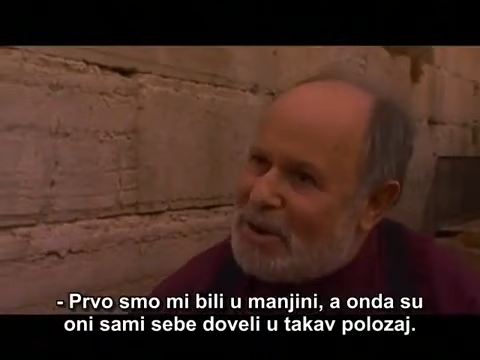 - Prvo smo mi bili u manjini, a onda su
oni sami sebe doveli u takav polozaj.